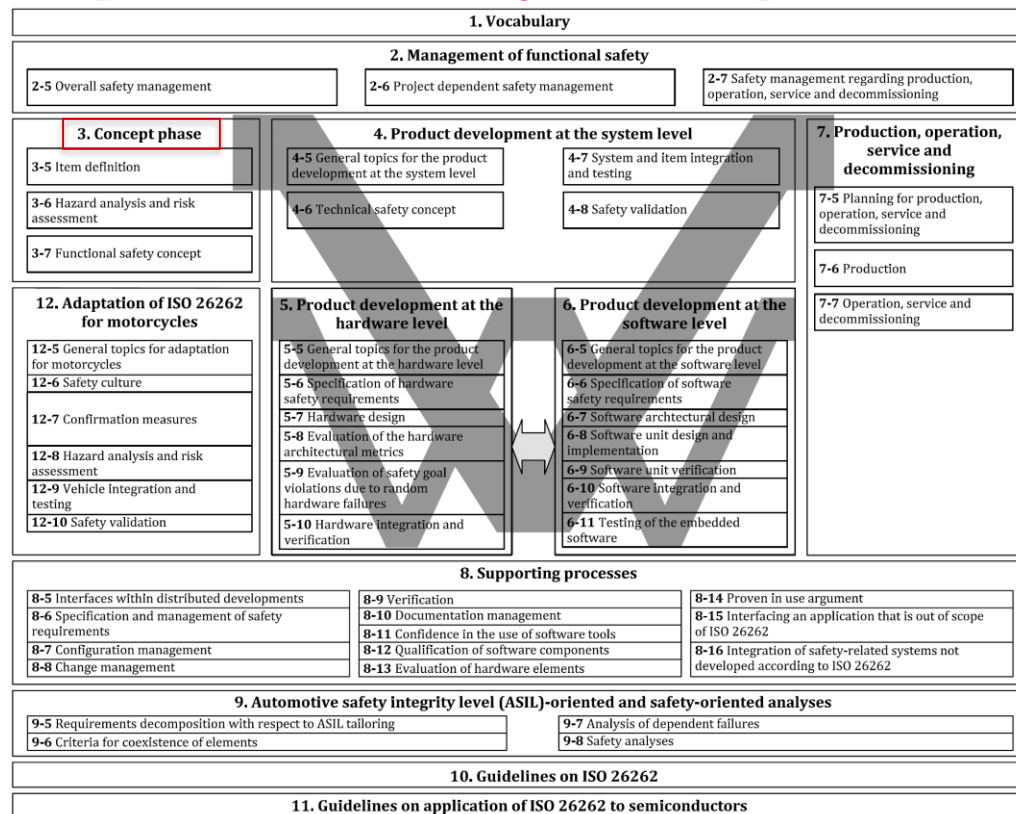 1. Vocabulary
2. Management of functional safety
2-5 Overall safety management
2-6 Project dependent safety management
2-7 Safety management regarding production,
operation, service and decommissioning
3. Concept phase
3-5 Item definition
3-6 Hazard analysis and risk
assessment
3-7 Functional safety concept
4. Product development at the system level
4-5 General topics for the product
development at the system level
4-6 Technical safety concept
4-7 System and item integration
and testing
4-8 Safety validation
7. Production, operation,
service and
decommissioning
7-5 Planning for production,
operation, service and
decommissioning
7-6 Production
7-7 Operation, service and
decommissioning
12. Adaptation of ISO 26262
for motorcycles
12-5 General topics for adaptation
for motorcycles
12-6 Safety culture
12-7 Confirmation measures
12-8 Hazard analysis and risk
assessment
12-9 Vehicle integration and
testing
12-10 Safety validation
5. Product development at the
hardware level
5-5 General topics for the product
development at the hardware level
5-6 Specification of hardware
safety requirements
5-7 Hardware design
5-8 Evaluation of the hardware
architectural metrics
5-9 Evaluation of safety goal
violations due to random
hardware failures
5-10 Hardware integration and
verification
6. Product development at the
software level
6-5 General topics for the product
development at the software level
6-6 Specification of software
safety requirements
6-7 Software archtectural design
6-8 Software unit design and
implementation
6-9 Software unit verification
6-10 Software integration and
verification
6-11 Testing of the embedded
software
8. Supporting processes
8-5 Interfaces within distributed developments
8-6 Specification and management of safety
requirements
8-7 Configuration management
8-8 Change management
8-9 Verification
8-10 Documentation management
8-11 Confidence in the use of software tools
8-12 Qualification of software components
8-13 Evaluation of hardware elements
8-14 Proven in use argument
8-15 Interfacing an application that is out of scope
of ISO 26262
8-16 Integration of safety-related systems not
developed according to ISO 26262
9. Automotive safety integrity level (ASIL)-oriented and safety-oriented analyses
9-5 Requirements decomposition with respect to ASIL tailoring
9-6 Criteria for coexistence of elements
9-7 Analysis of dependent failures
9-8 Safety analyses
10. Guidelines on ISO 26262
11. Guidelines on application of ISO 26262 to semiconductors